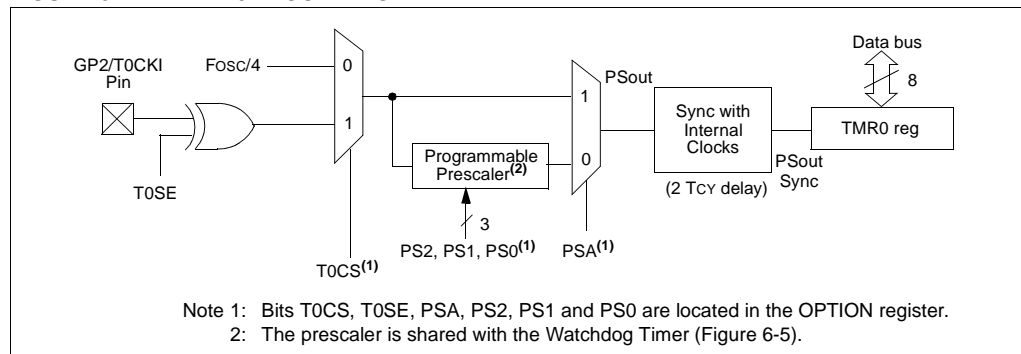 GP2/T0CKI
Pin
FOSC/4
T0SE
0
1
T0CS(1)
Programmable
Prescaler(2)
3
PS2, PS1, PS0(1)
1
0
PSA(1)
PSout
Sync with
Internal
Clocks
(2 TCY delay)
PSout
Sync
Data bus
8
TMR0 reg
Note 1: Bits T0CS, T0SE, PSA, PS2, PS1 and PS0 are located in the OPTION register.
2: The prescaler is shared with the Watchdog Timer (Figure 6-5).